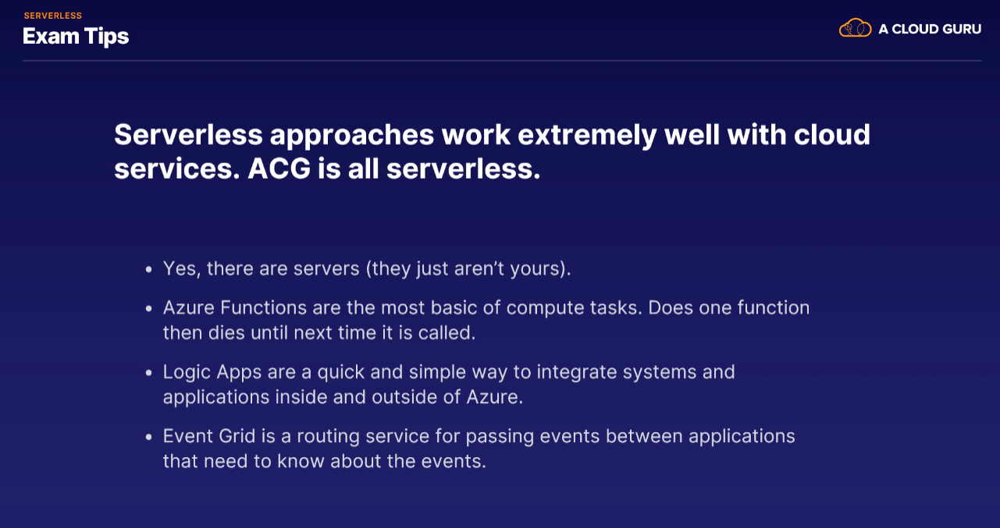 SERVERLESS
Exam Tips
A CLOUD GURU
Serverless approaches work extremely well with cloud
services. ACG is all serverless.
• Yes, there are servers (they just aren’t yours).
• Azure Functions are the most basic of compute tasks. Does one function
then dies until next time it is called.
• Logic Apps are a quick and simple way to integrate systems and
applications inside and outside of Azure.
• Event Grid is a routing service for passing events between applications
that need to know about the events.